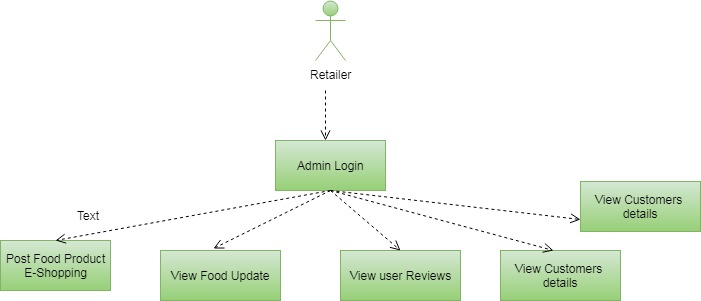 Retailer
Admin Login
View Customers
details
Text
Post Food Product
E-Shopping
View Food Update
View user Reviews
View Customers
details